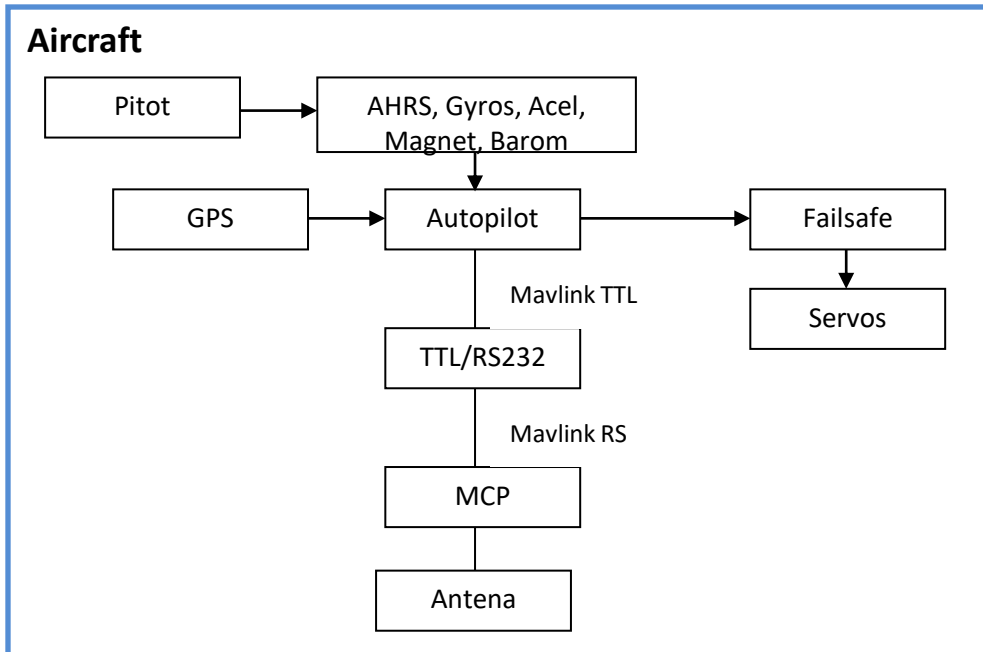 Aircraft
Pitot
AHRS, Gyros, Acel,
Magnet, Barom
GPS
Autopilot
Failsafe
Mavlink TTL
Servos
TTL/RS232
Mavlink RS
MCP
Antena